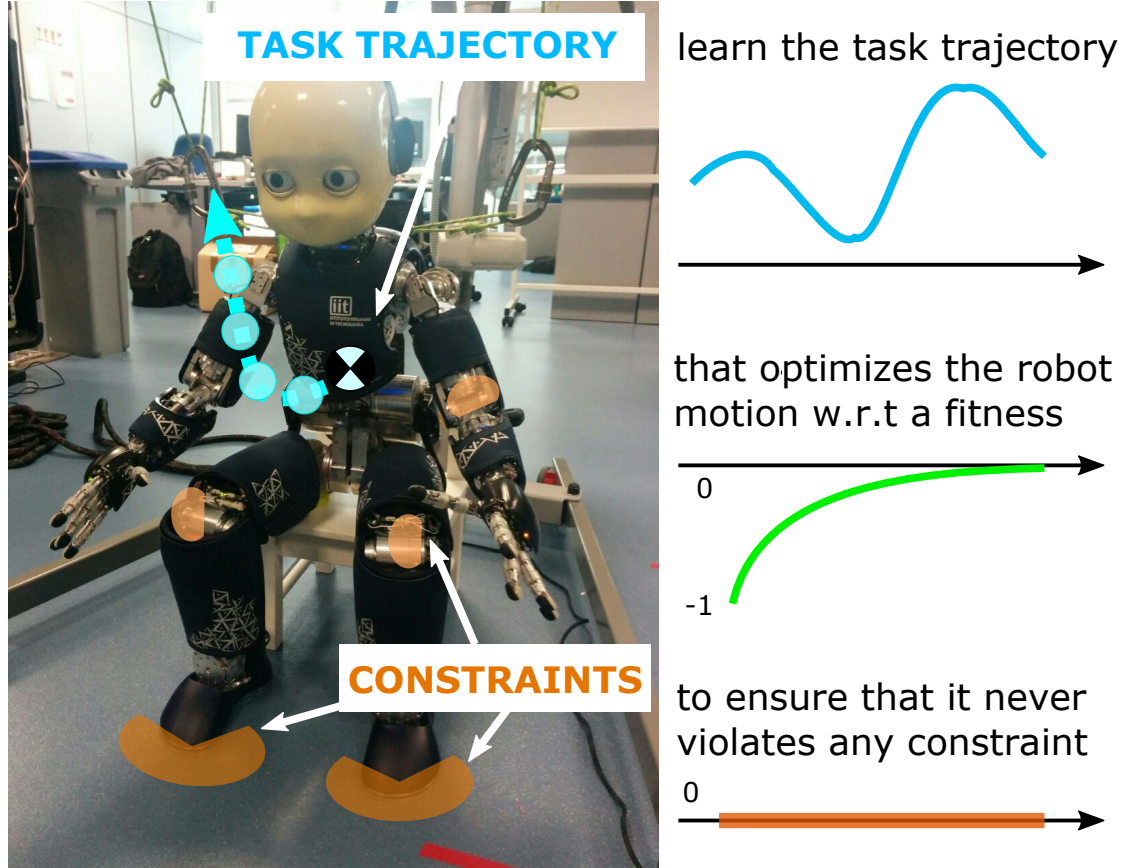 TASK TRAJECTORY
learn the task trajectory
iit
that optimizes the robot
motion w.r.t a fitness
0
-1
CONSTRAINTS
to ensure that it never
violates any constraint
0